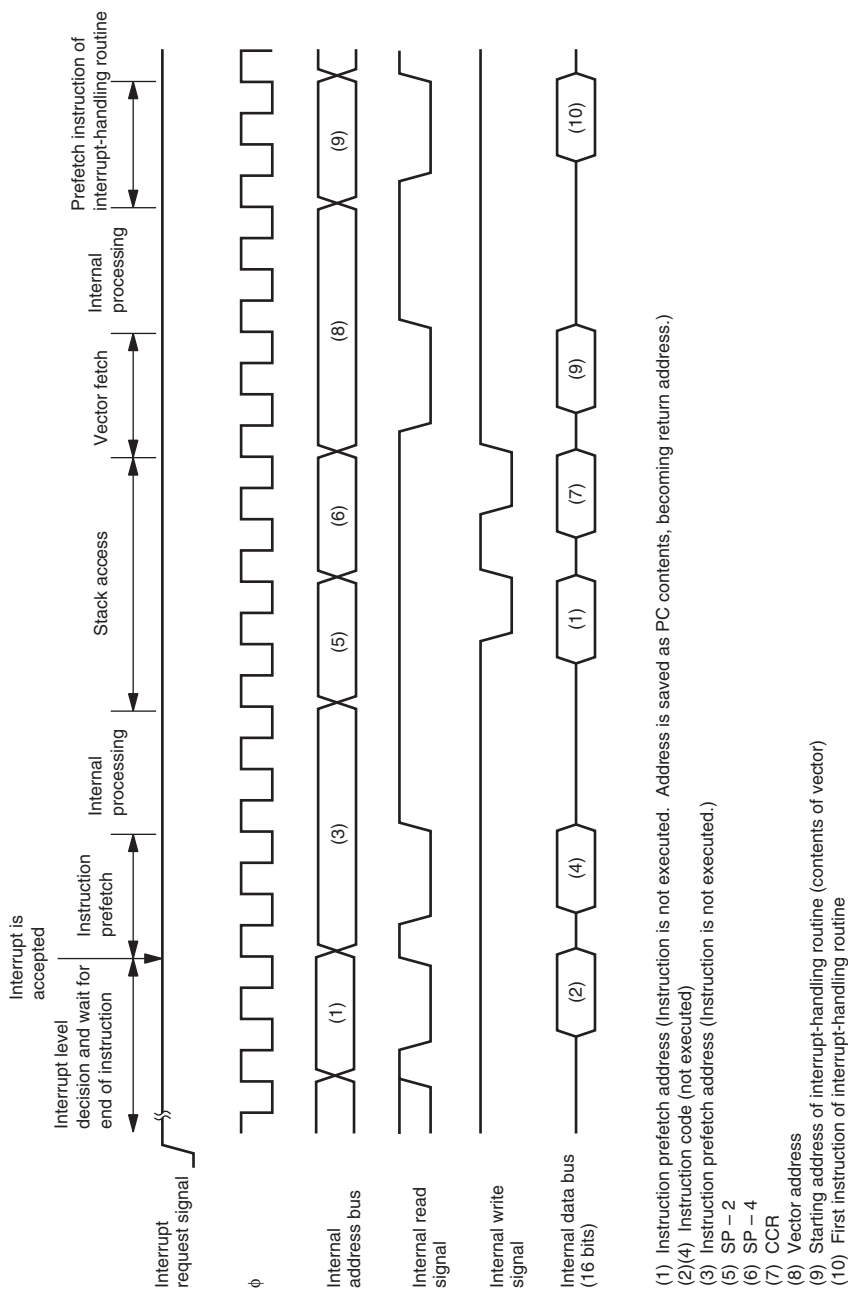 Interrupt is
accepted
Interrupt level
decision and wait for
end of instruction
Instruction
prefetch
Internal
processing
Stack access
Vector fetch
Internal
processing
Prefetch instruction of
interrupt-handling routine
Interrupt
request signal
φ
Internal
address bus
(1)
(3)
(5)
(6)
(8)
(9)
Internal read
signal
Internal write
signal
Internal data bus
(16 bits)
(2)
(4)
(1)
(7)
(9)
(10)
(1) Instruction prefetch address (Instruction is not executed. Address is saved as PC contents, becoming return address.)
(2)(4) Instruction code (not executed)
(3) Instruction prefetch address (Instruction is not executed.)
(5) SP – 2
(6) SP – 4
(7) CCR
(8) Vector address
(9) Starting address of interrupt-handling routine (contents of vector)
(10) First instruction of interrupt-handling routine